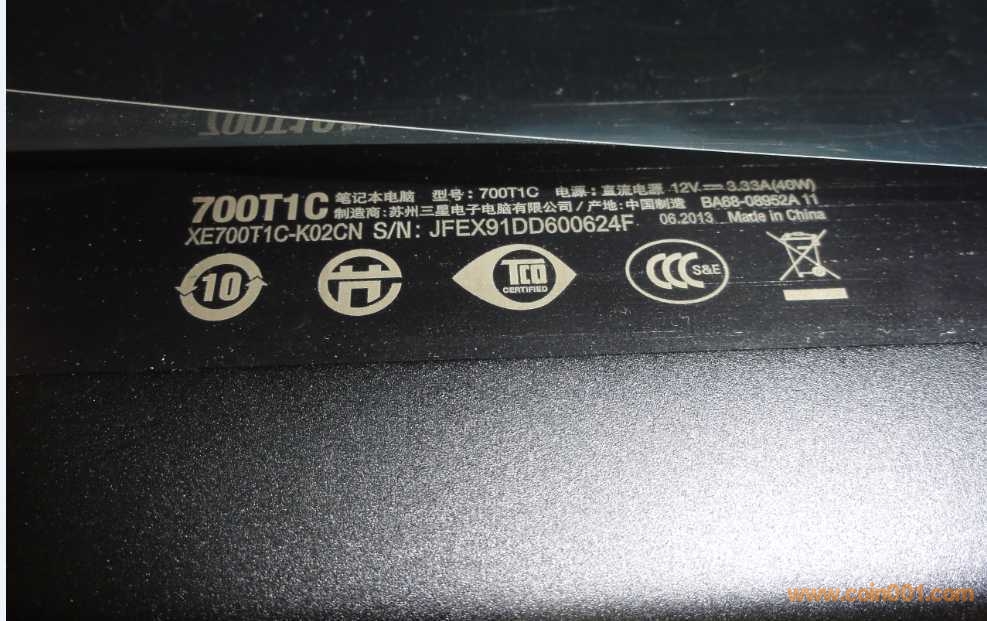 700T1C 笔记本电脑 型号:700T1C 电源:直流电源 12V⎓3.33A(40W)
制造商:苏州三星电子电脑有限公司/产地:中国制造 BA68-08952A 11
XE700T1C-K02CN S/N: JFEX91DD600624F 06.2013 Made in China
10
TCO
CERTIFIED
CCC S&E
www.coin001.com